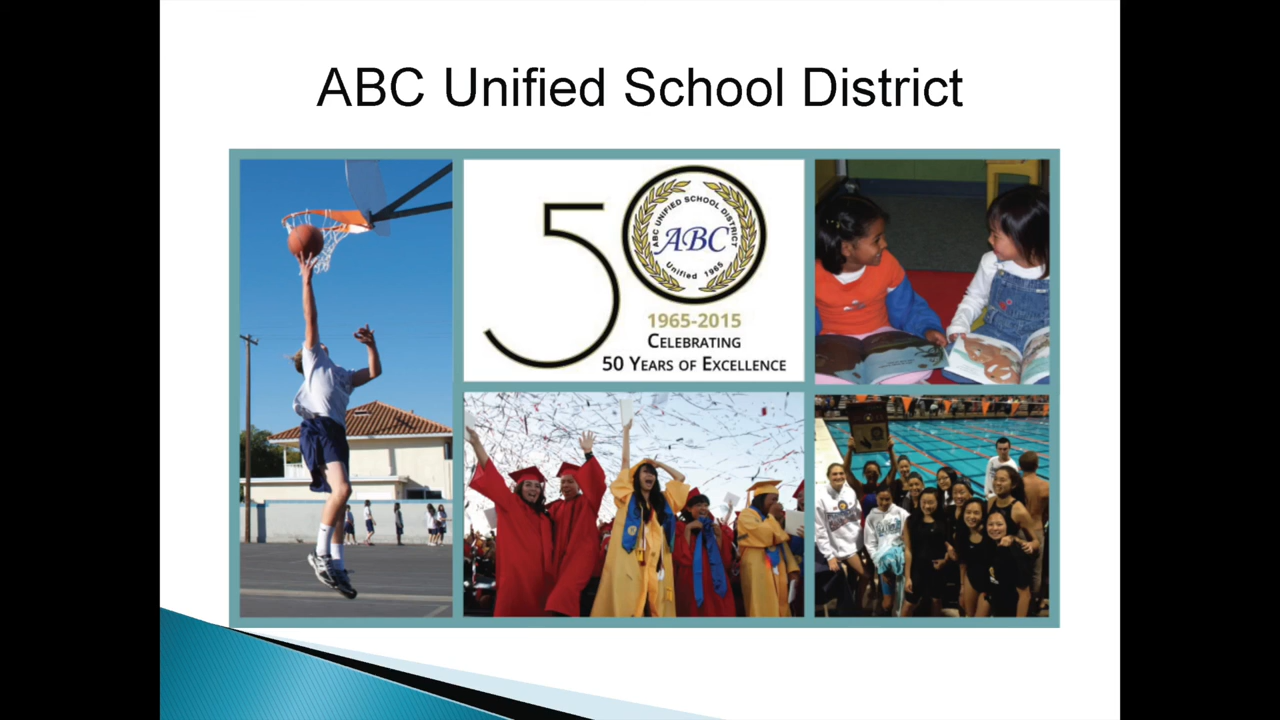 ABC Unified School District
50
ABC UNIFIED SCHOOL DISTRICT
ABC
Unified 1965
1965-2015
CELEBRATING
50 YEARS OF EXCELLENCE